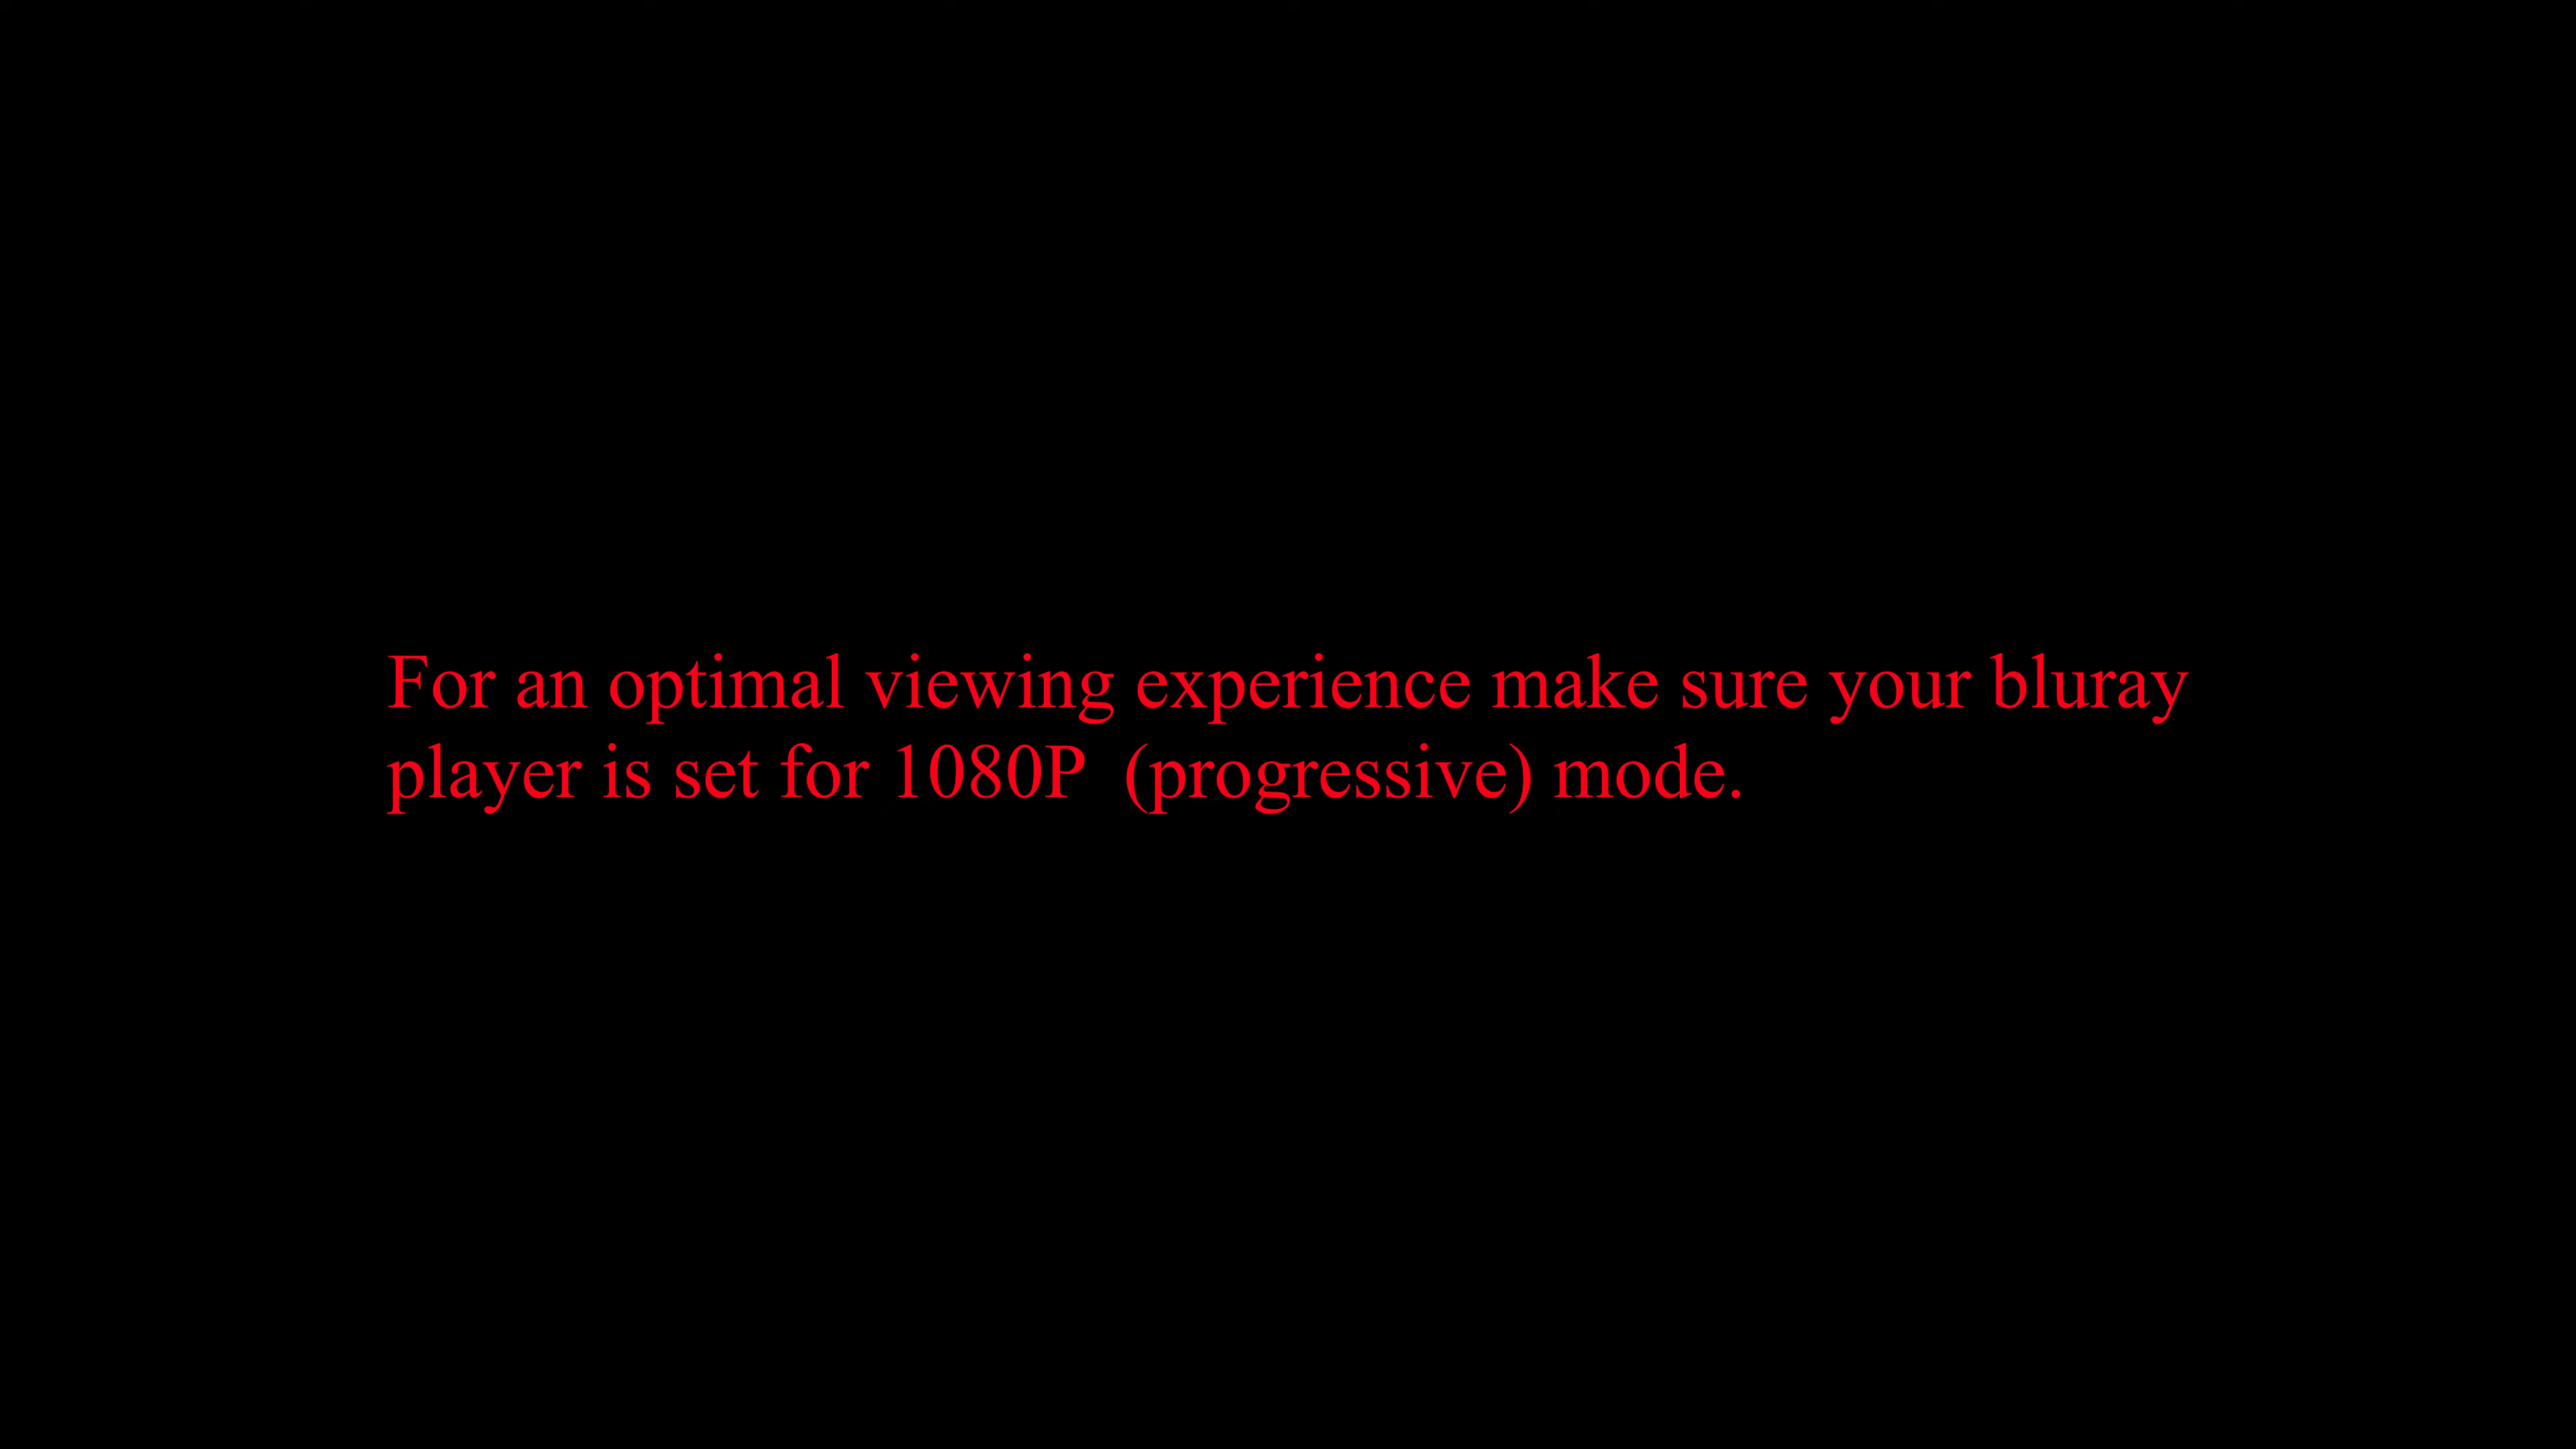 For an optimal viewing experience make sure your bluray
player is set for 1080P  (progressive) mode.